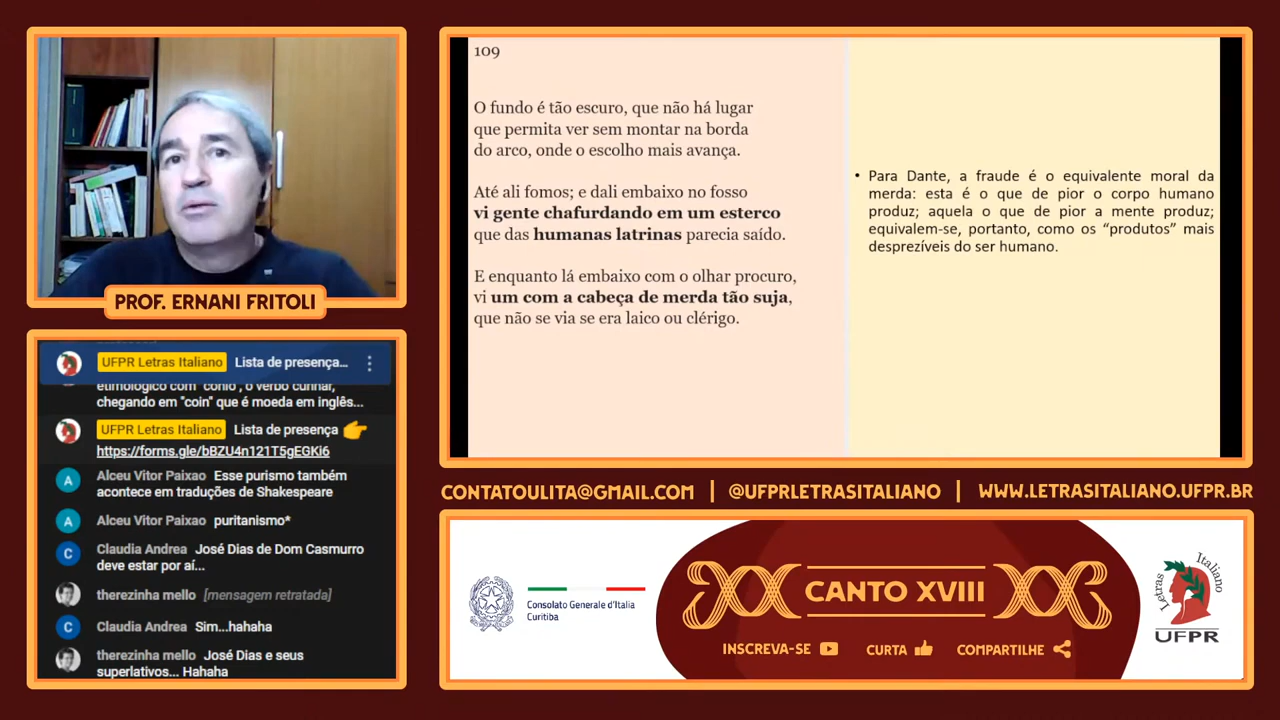 PROF. ERNANI FRITOLI
UFPR Letras Italiano Lista de presença...
etimológico com "conio", o verbo cunhar,
chegando em "coin" que é moeda em inglês...
UFPR Letras Italiano Lista de presença 👉
https://forms.gle/bBZU4n121T5gEGKi6
Alceu Vitor Paixao Esse purismo também
acontece em traduções de Shakespeare
Alceu Vitor Paixao puritanismo*
Claudia Andrea José Dias de Dom Casmurro
deve estar por aí...
therezinha mello [mensagem retratada]
Claudia Andrea Sim...hahaha
therezinha mello José Dias e seus
superlativos... Hahaha
109
O fundo é tão escuro, que não há lugar
que permita ver sem montar na borda
do arco, onde o escolho mais avança.
Até ali fomos; e dali embaixo no fosso
vi gente chafurdando em um esterco
que das humanas latrinas parecia saído.
E enquanto lá embaixo com o olhar procuro,
vi um com a cabeça de merda tão suja,
que não se via se era laico ou clérigo.
• Para Dante, a fraude é o equivalente moral da
merda: esta é o que de pior o corpo humano
produz; aquela o que de pior a mente produz;
equivalem-se, portanto, como os “produtos” mais
desprezíveis do ser humano.
CONTATOULITA@GMAIL.COM | @UFPRLETRASITALIANO | WWW.LETRASITALIANO.UFPR.BR
Consolato Generale d'Italia
Curitiba
CANTO XVIII
INSCREVA-SE CURTA COMPARTILHE
Letras Italiano
UFPR